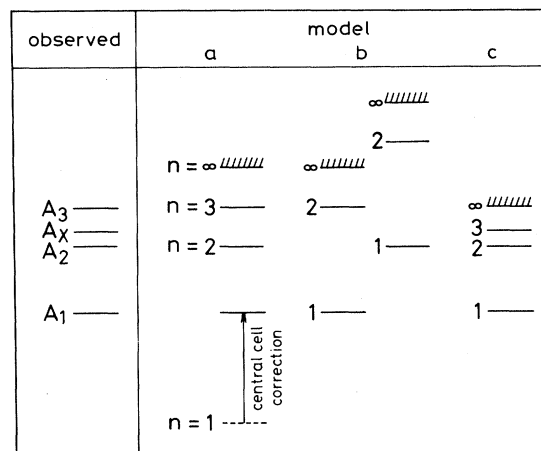 observed
model
a b c
∞
2
n = ∞ ∞
A3 n = 3 2 ∞
AX 3
A2 n = 2 1 2
A1 1 1
central cell
correction
n = 1